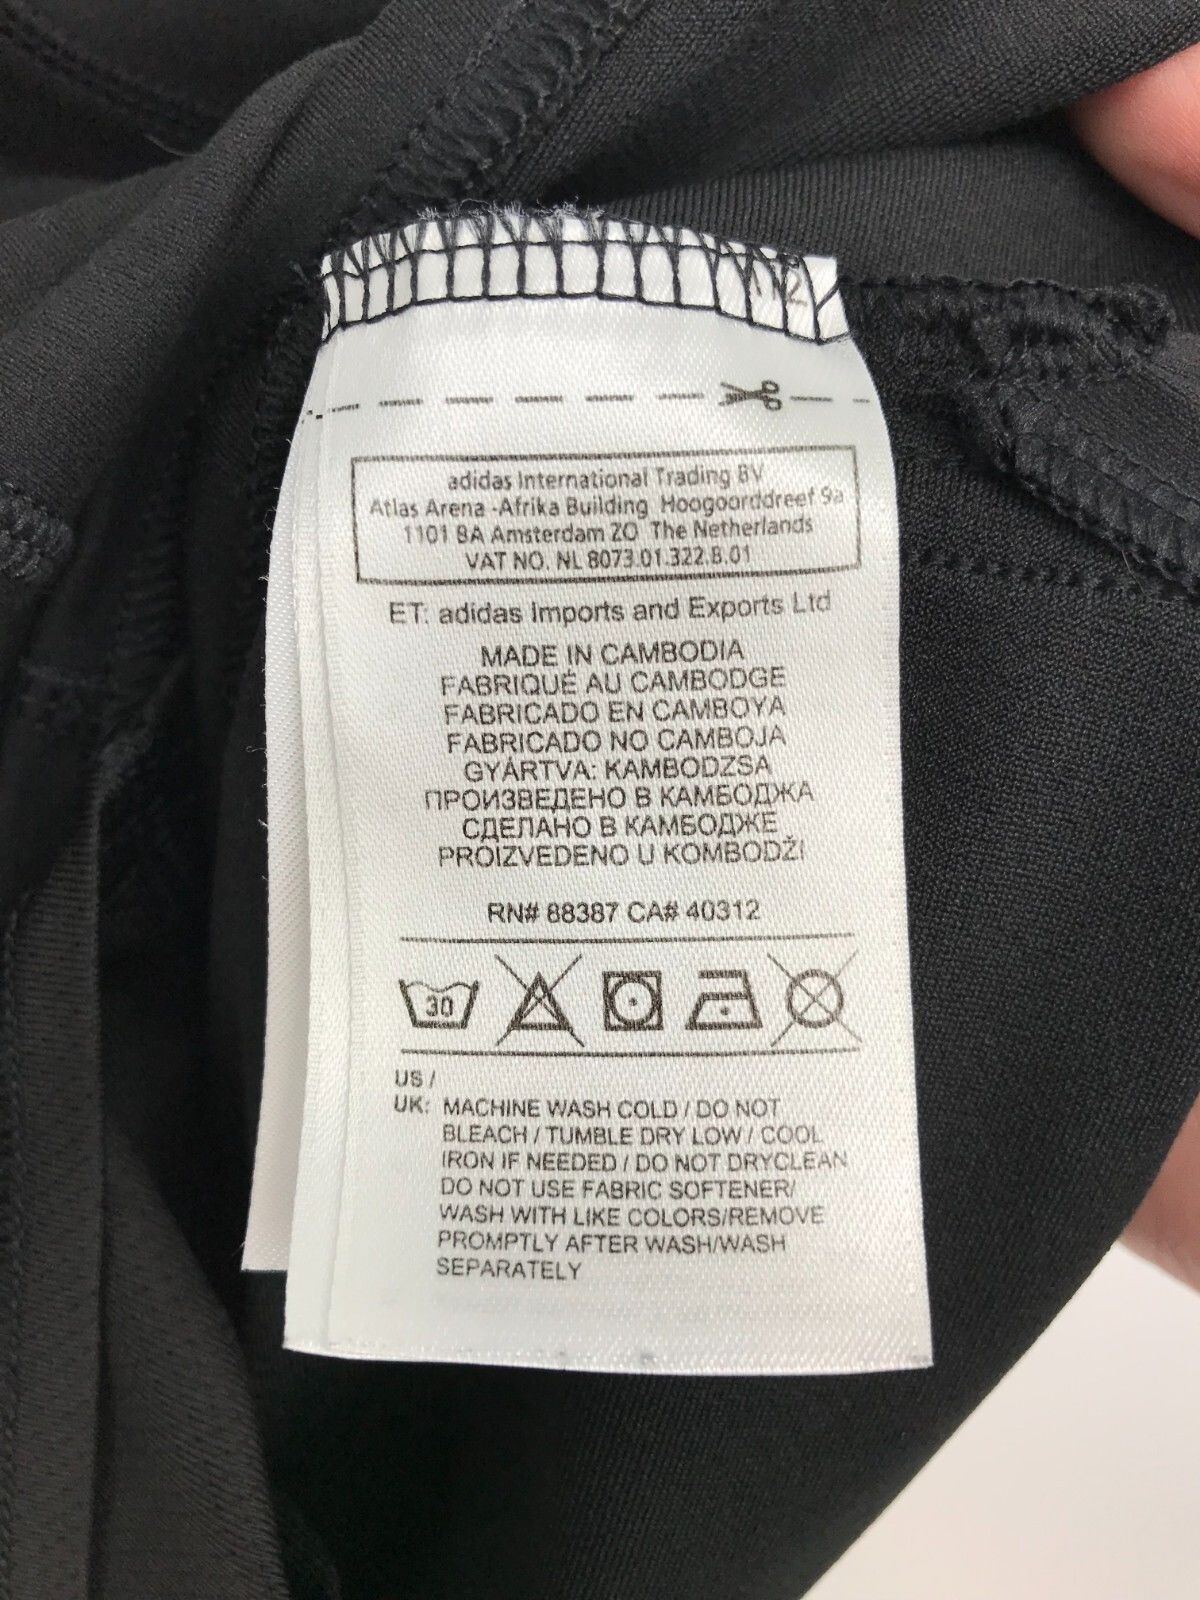 adidas International Trading BV
Atlas Arena -Afrika Building Hoogoorddreef 9a
1101 BA Amsterdam ZO The Netherlands
VAT NO. NL 8073.01.322.B.01
ET: adidas Imports and Exports Ltd
MADE IN CAMBODIA
FABRIQUÉ AU CAMBODGE
FABRICADO EN CAMBOYA
FABRICADO NO CAMBOJA
GYÁRTVA: KAMBODZSA
ПРОИЗВЕДЕНО В КАМБОДЖА
СДЕЛАНО В КАМБОДЖЕ
PROIZVEDENO U KOMBODŽI
RN# 88387 CA# 40312
30
US /
UK: MACHINE WASH COLD / DO NOT
BLEACH / TUMBLE DRY LOW / COOL
IRON IF NEEDED / DO NOT DRYCLEAN
DO NOT USE FABRIC SOFTENER/
WASH WITH LIKE COLORS/REMOVE
PROMPTLY AFTER WASH/WASH
SEPARATELY